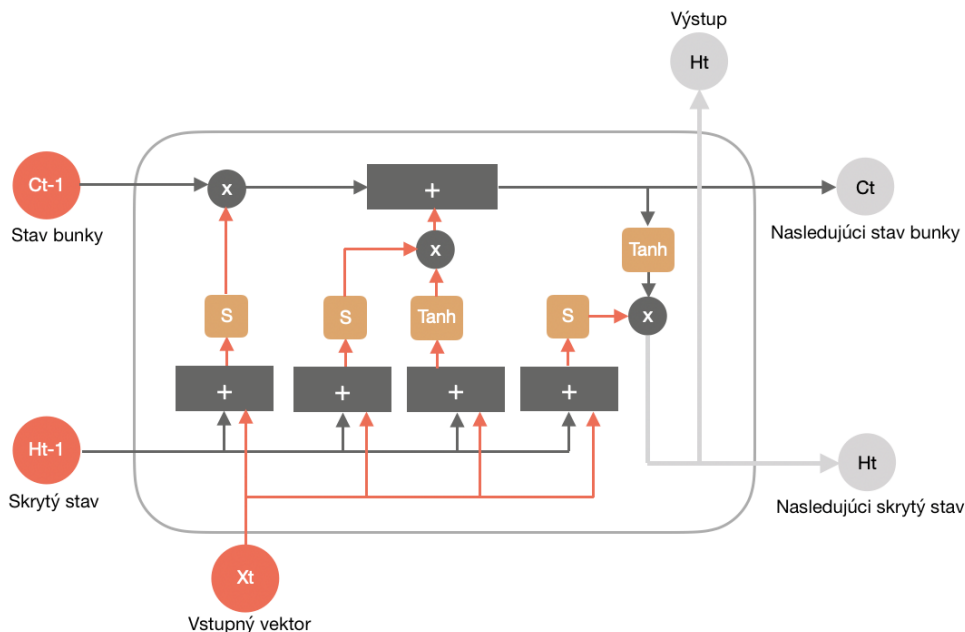 Výstup
Ht
Ct-1
x
+
Ct
Stav bunky
Nasledujúci stav bunky
x
Tanh
S
S
Tanh
S
x
+
+
+
+
Ht-1
Ht
Skrytý stav
Nasledujúci skrytý stav
Xt
Vstupný vektor